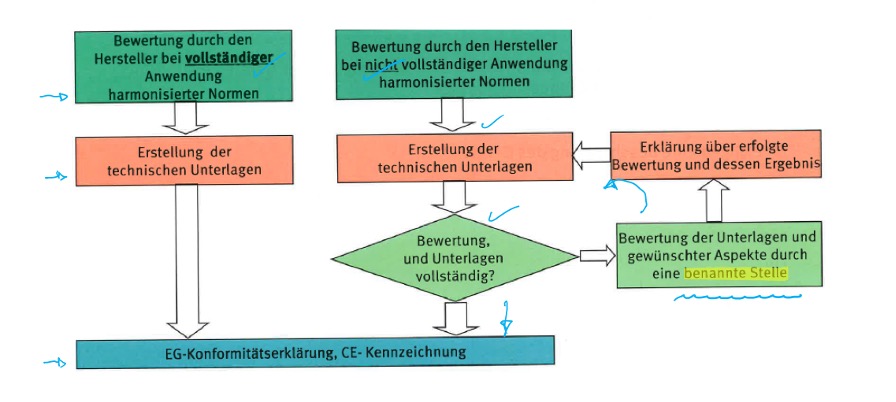 Bewertung durch den
Hersteller bei vollständiger
Anwendung
harmonisierter Normen
Bewertung durch den Hersteller
bei nicht vollständiger Anwendung
harmonisierter Normen
Erstellung der
technischen Unterlagen
Erstellung der
technischen Unterlagen
Erklärung über erfolgte
Bewertung und dessen Ergebnis
Bewertung,
und Unterlagen
vollständig?
Bewertung der Unterlagen und
gewünschter Aspekte durch
eine benannte Stelle
EG-Konformitätserklärung, CE- Kennzeichnung